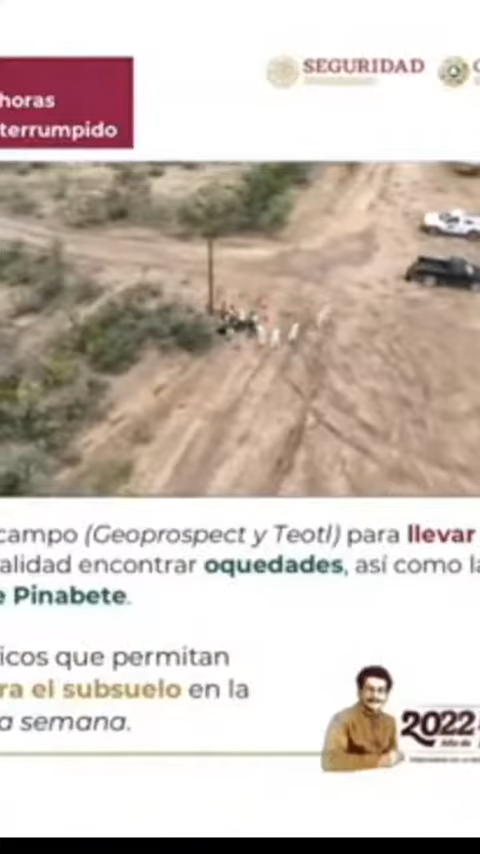 horas
terrumpido
SEGURIDAD
campo (Geoprospect y Teotl) para llevar
alidad encontrar oquedades, así como la
e Pinabete.
icos que permitan
ra el subsuelo en la
a semana.
2022